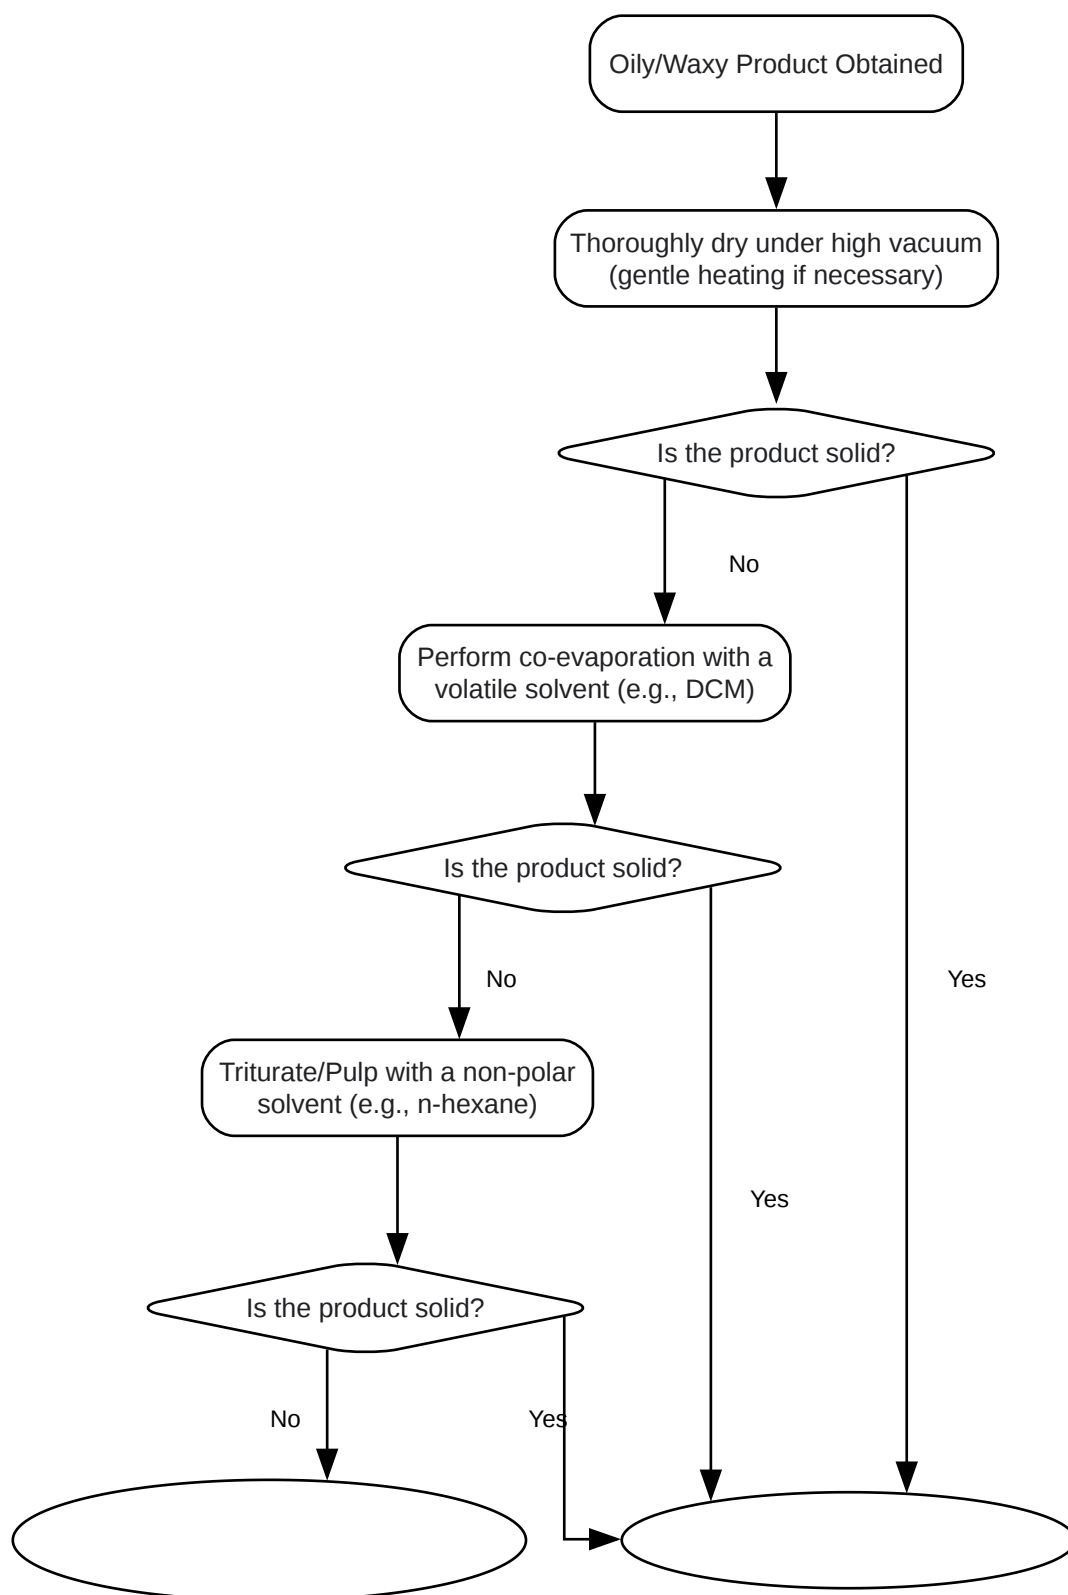 Oily/Waxy Product Obtained
Thoroughly dry under high vacuum
(gentle heating if necessary)
Is the product solid?
No
Perform co-evaporation with a
volatile solvent (e.g., DCM)
Is the product solid?
No
Yes
Triturate/Pulp with a non-polar
solvent (e.g., n-hexane)
Yes
Is the product solid?
No
Yes